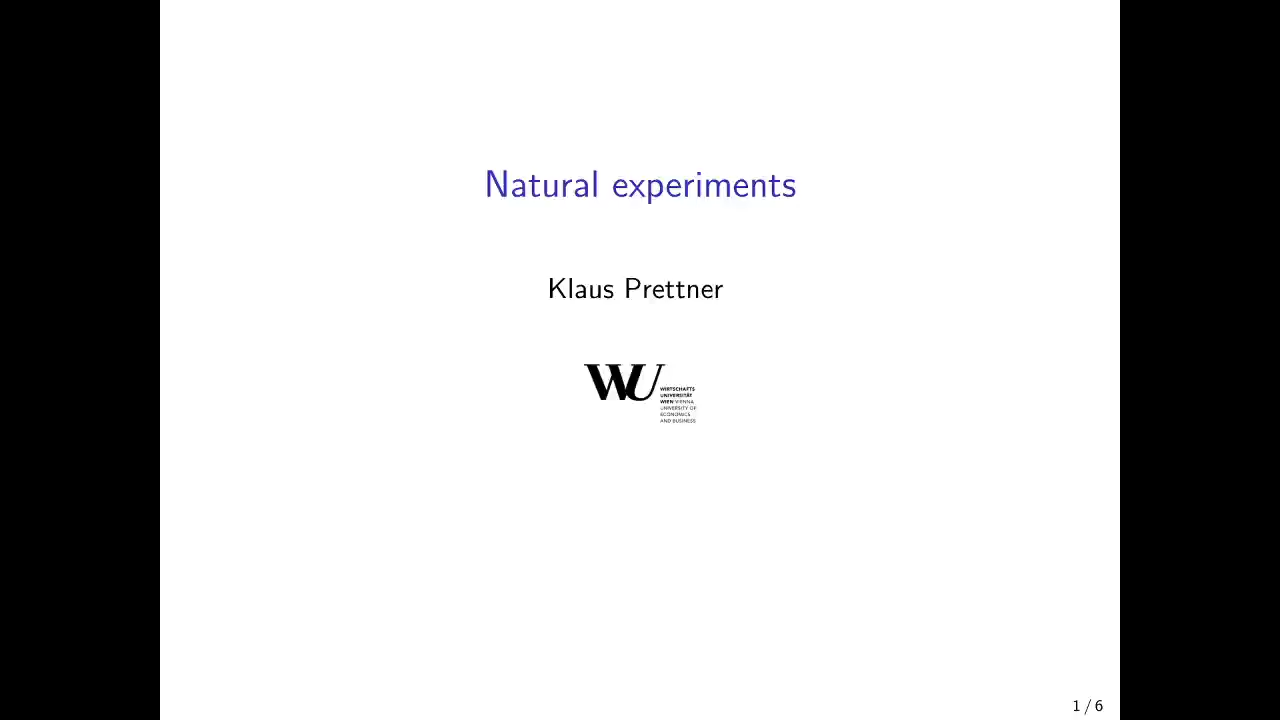 Natural experiments
Klaus Prettner
WU
WIRTSCHAFTS
UNIVERSITÄT
WIEN VIENNA
UNIVERSITY OF
ECONOMICS
AND BUSINESS
1 / 6